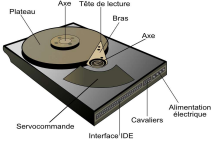 Axe
Tête de lecture
Plateau
Bras
Axe
Alimentation
électrique
Cavaliers
Servocommande
Interface IDE